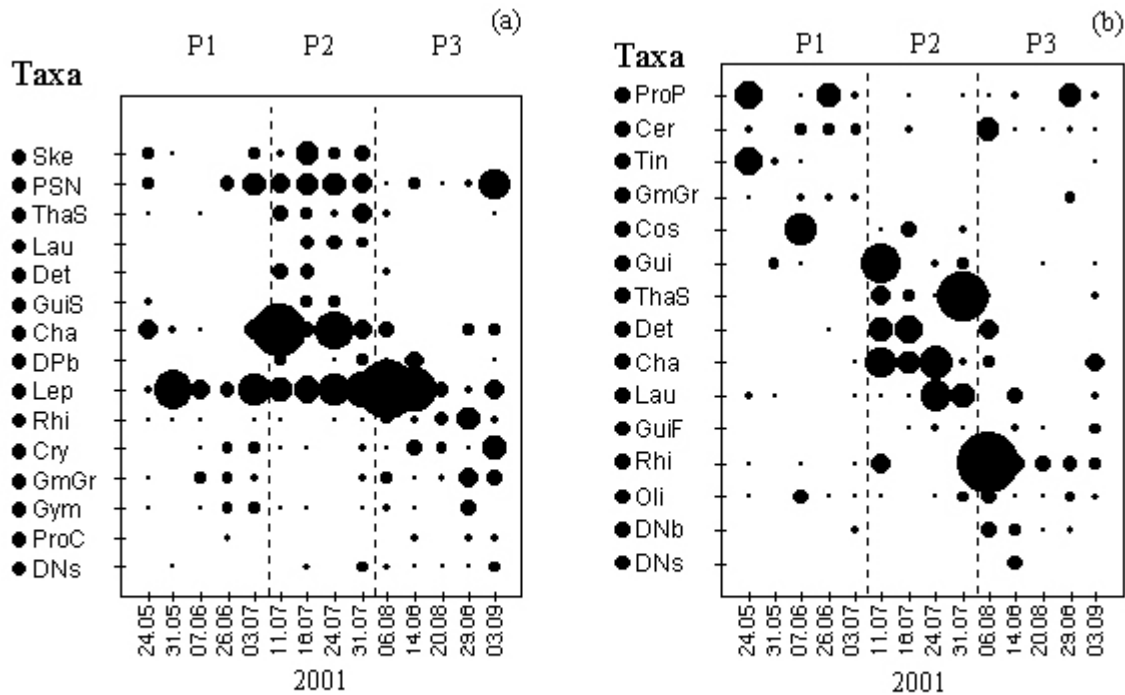 (a)
P1 P2 P3
Taxa
Ske
PSN
ThaS
Lau
Det
GuiS
Cha
DPb
Lep
Rhi
Cry
GmGr
Gym
ProC
DNs
24.05 31.05 07.06 26.06 03.07 11.07 16.07 24.07 31.07 06.08 14.08 20.08 29.08 03.09
2001
(b)
P1 P2 P3
Taxa
ProP
Cer
Tin
GmGr
Cos
Gui
ThaS
Det
Cha
Lau
GuiF
Rhi
Oli
DNb
DNs
24.05 31.05 07.06 26.06 03.07 11.07 16.07 24.07 31.07 06.08 14.08 20.08 29.08 03.09
2001